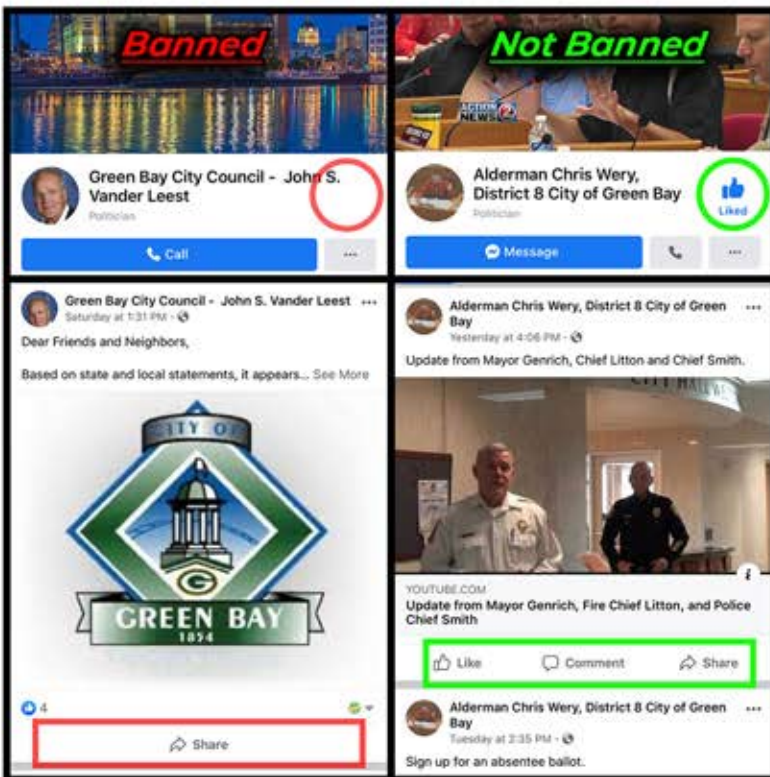 Banned
Green Bay City Council - John S.
Vander Leest
Politician
Call
Green Bay City Council - John S. Vander Leest
Saturday at 1:31 PM
Dear Friends and Neighbors,
Based on state and local statements, it appears... See More
CITY OF
G
GREEN BAY
1854
4
Share
Not Banned
ACTION
NEWS 2
Alderman Chris Wery,
District 8 City of Green Bay
Politician
Liked
Message
Alderman Chris Wery, District 8 City of Green
Bay
Yesterday at 4:06 PM
Update from Mayor Genrich, Chief Litton and Chief Smith.
CITY HALL
YOUTUBE.COM
Update from Mayor Genrich, Fire Chief Litton, and Police
Chief Smith
Like Comment Share
Alderman Chris Wery, District 8 City of Green
Bay
Tuesday at 2:35 PM
Sign up for an absentee ballot.